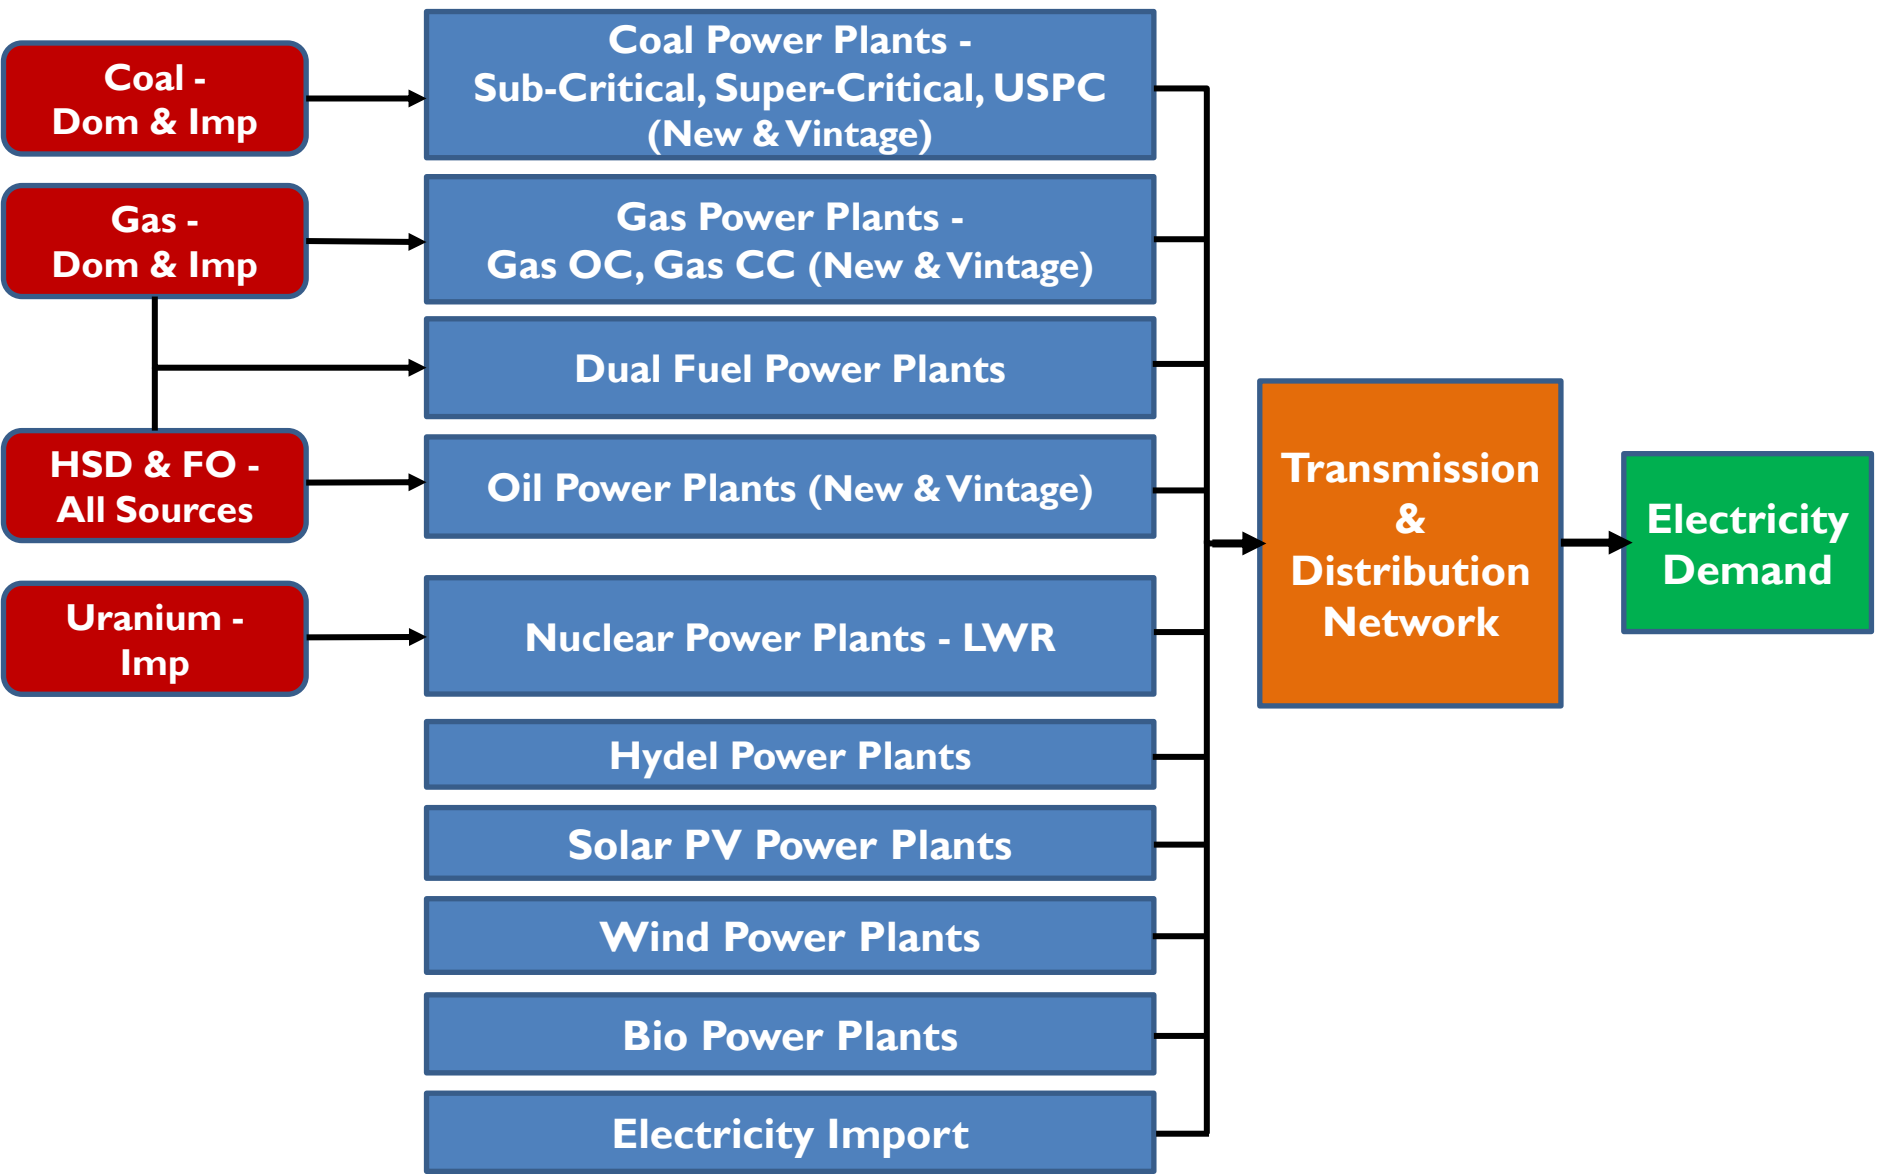 Coal -
Dom & Imp
Coal Power Plants -
Sub-Critical, Super-Critical, USPC
(New & Vintage)
Gas -
Dom & Imp
Gas Power Plants -
Gas OC, Gas CC (New & Vintage)
Dual Fuel Power Plants
HSD & FO -
All Sources
Oil Power Plants (New & Vintage)
Uranium -
Imp
Nuclear Power Plants - LWR
Hydel Power Plants
Solar PV Power Plants
Wind Power Plants
Bio Power Plants
Electricity Import
Transmission
&
Distribution
Network
Electricity
Demand